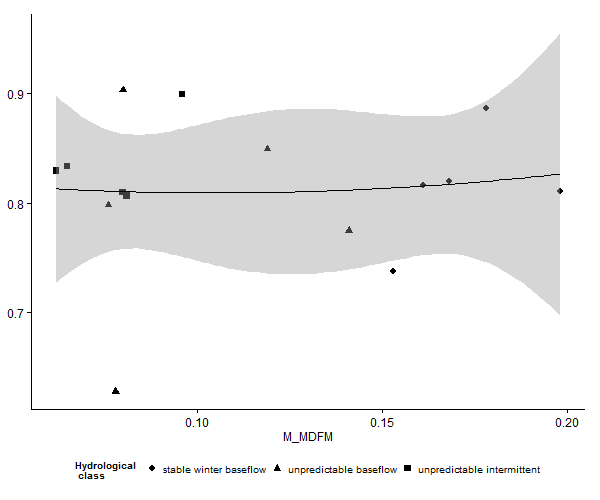 0.9
0.8
0.7
0.10 0.15 0.20
M_MDFM
Hydrological
class
stable winter baseflow unpredictable baseflow unpredictable intermittent